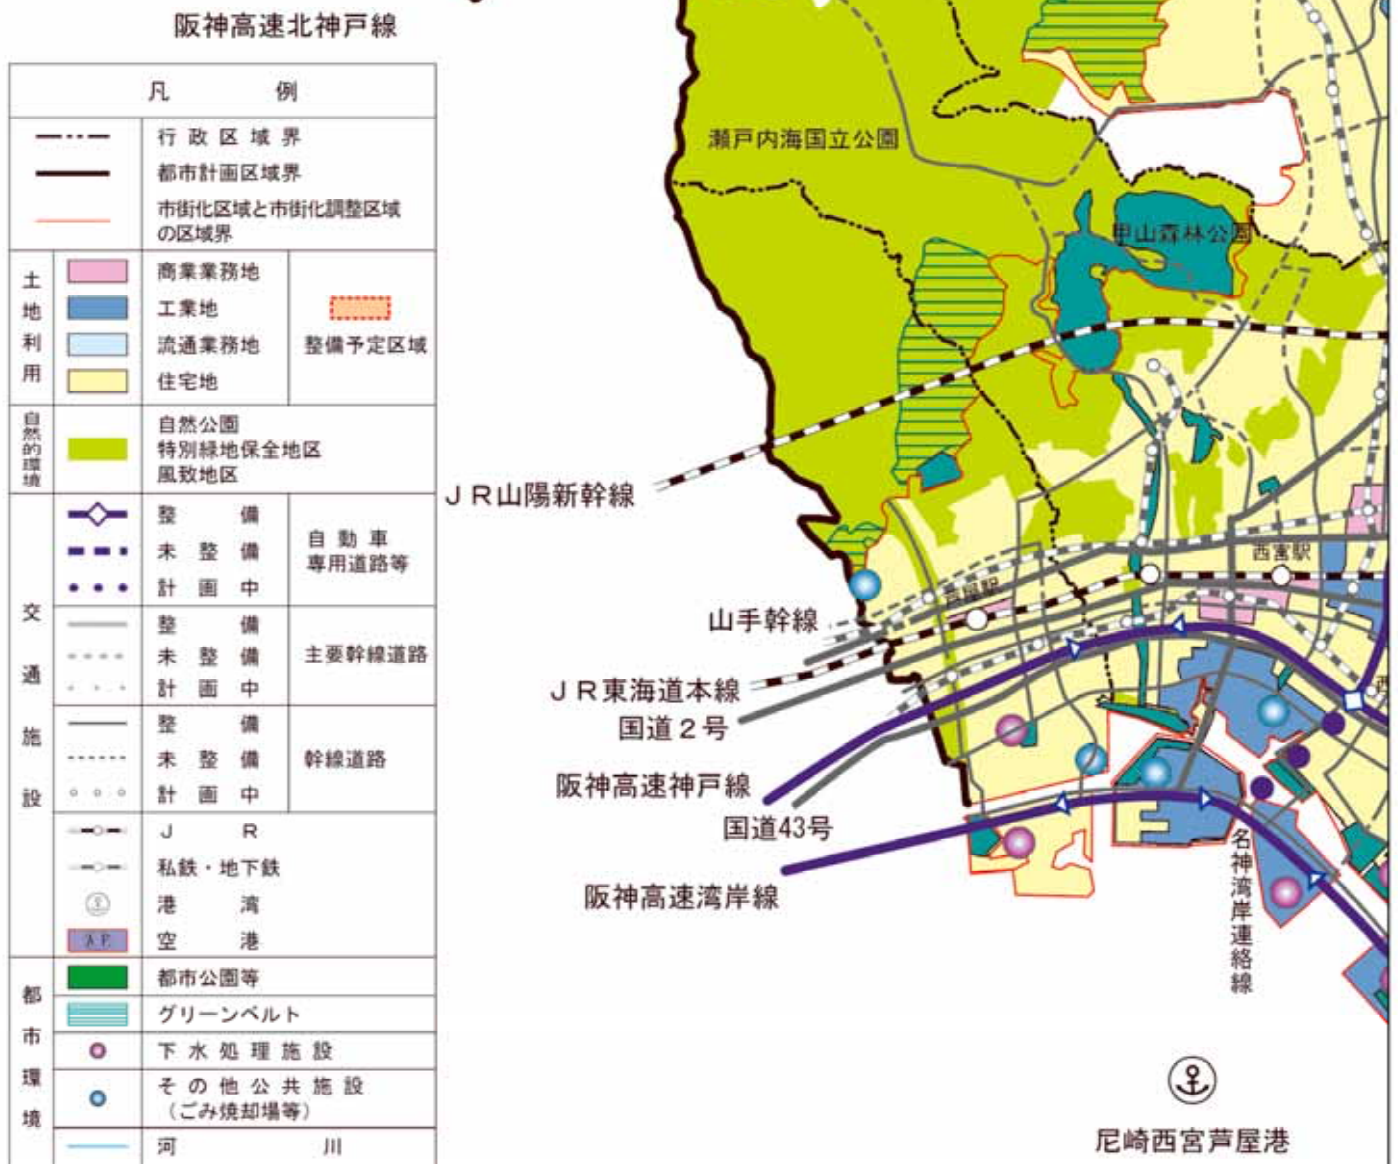 阪神高速北神戸線
凡例
行政区域界
都市計画区域界
市街化区域と市街化調整区域
の区域界
土地利用
商業業務地
工業地
流通業務地
住宅地
整備予定区域
自然的環境
自然公園
特別緑地保全地区
風致地区
交通施設
整備
未整備
計画中
自動車
専用道路等
整備
未整備
計画中
主要幹線道路
整備
未整備
計画中
幹線道路
JR
私鉄・地下鉄
港湾
空港
都市環境
都市公園等
グリーンベルト
下水処理施設
その他公共施設
（ごみ焼却場等）
河川
瀬戸内海国立公園
甲山森林公園
JR山陽新幹線
西宮駅
芦屋駅
山手幹線
JR東海道本線
国道2号
阪神高速神戸線
国道43号
阪神高速湾岸線
名神湾岸連絡線
尼崎西宮芦屋港